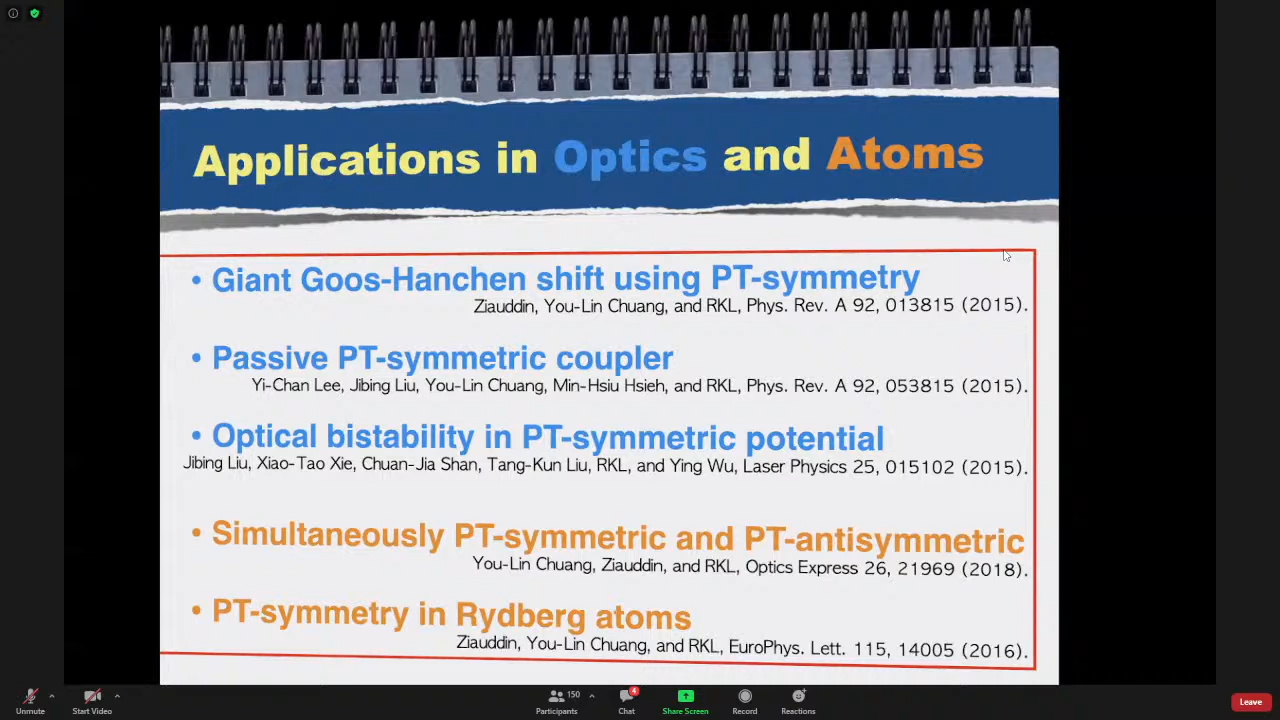 Applications in Optics and Atoms
• Giant Goos-Hanchen shift using PT-symmetry
Ziauddin, You-Lin Chuang, and RKL, Phys. Rev. A 92, 013815 (2015).
• Passive PT-symmetric coupler
Yi-Chan Lee, Jibing Liu, You-Lin Chuang, Min-Hsiu Hsieh, and RKL, Phys. Rev. A 92, 053815 (2015).
• Optical bistability in PT-symmetric potential
Jibing Liu, Xiao-Tao Xie, Chuan-Jia Shan, Tang-Kun Liu, RKL, and Ying Wu, Laser Physics 25, 015102 (2015).
• Simultaneously PT-symmetric and PT-antisymmetric
You-Lin Chuang, Ziauddin, and RKL, Optics Express 26, 21969 (2018).
• PT-symmetry in Rydberg atoms
Ziauddin, You-Lin Chuang, and RKL, EuroPhys. Lett. 115, 14005 (2016).
150 4
Unmute Start Video Participants Chat Share Screen Record Reactions Leave